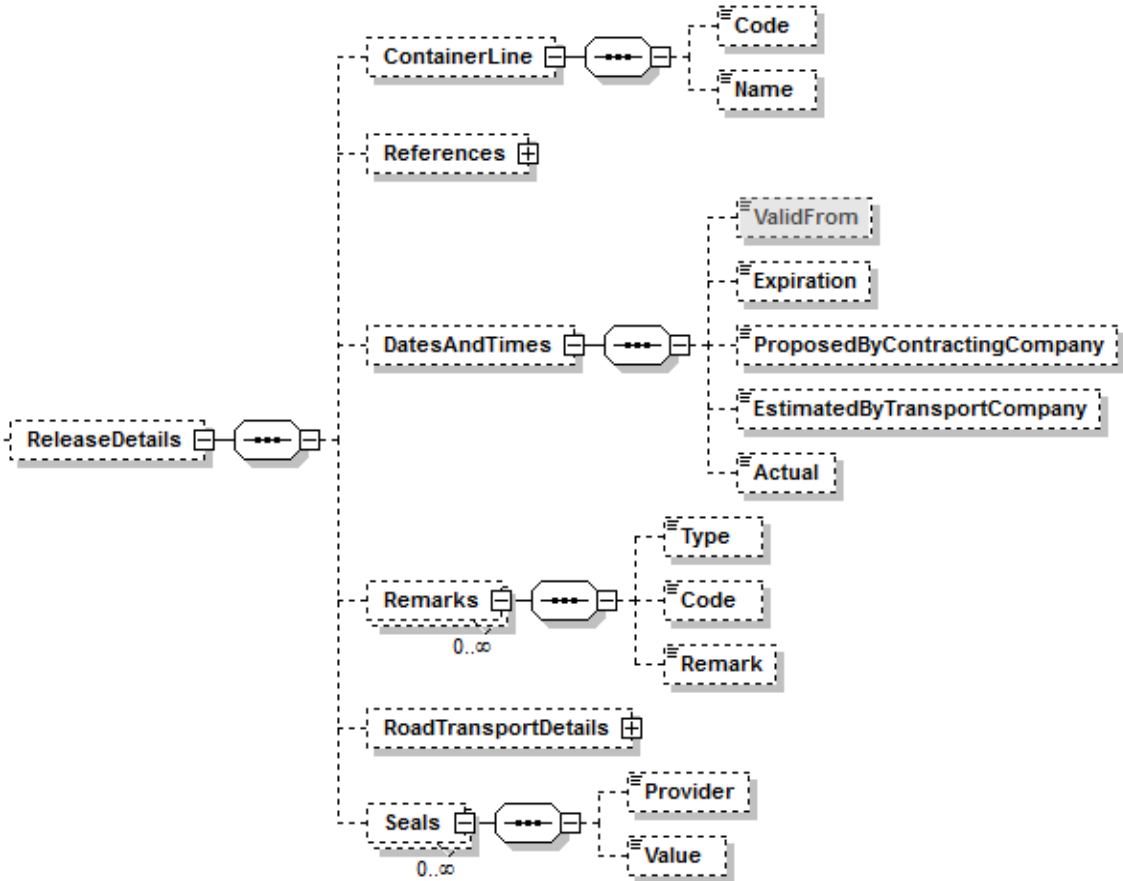 Code
ContainerLine
Name
References
ValidFrom
Expiration
DatesAndTimes
ProposedByContractingCompany
EstimatedByTransportCompany
ReleaseDetails
Actual
Type
Remarks
Code
0..∞
Remark
RoadTransportDetails
Provider
Seals
Value
0..∞